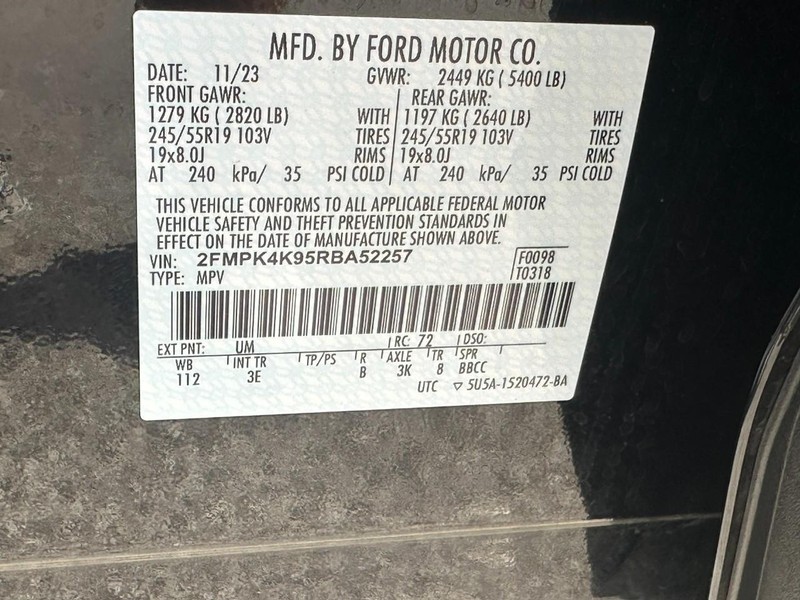 MFD. BY FORD MOTOR CO.
DATE: 11/23 GVWR: 2449 KG ( 5400 LB)
FRONT GAWR: REAR GAWR:
1279 KG ( 2820 LB) WITH 1197 KG ( 2640 LB) WITH
245/55R19 103V TIRES 245/55R19 103V TIRES
19x8.0J RIMS 19x8.0J RIMS
AT 240 kPa/ 35 PSI COLD AT 240 kPa/ 35 PSI COLD
THIS VEHICLE CONFORMS TO ALL APPLICABLE FEDERAL MOTOR
VEHICLE SAFETY AND THEFT PREVENTION STANDARDS IN
EFFECT ON THE DATE OF MANUFACTURE SHOWN ABOVE.
VIN: 2FMPK4K95RBA52257 F0098
TYPE: MPV T0318
EXT PNT: UM RC: 72 DSO:
WB INT TR TP/PS R AXLE TR SPR
112 3E B 3K 8 BBCC
UTC ▽ 5U5A-1520472-BA